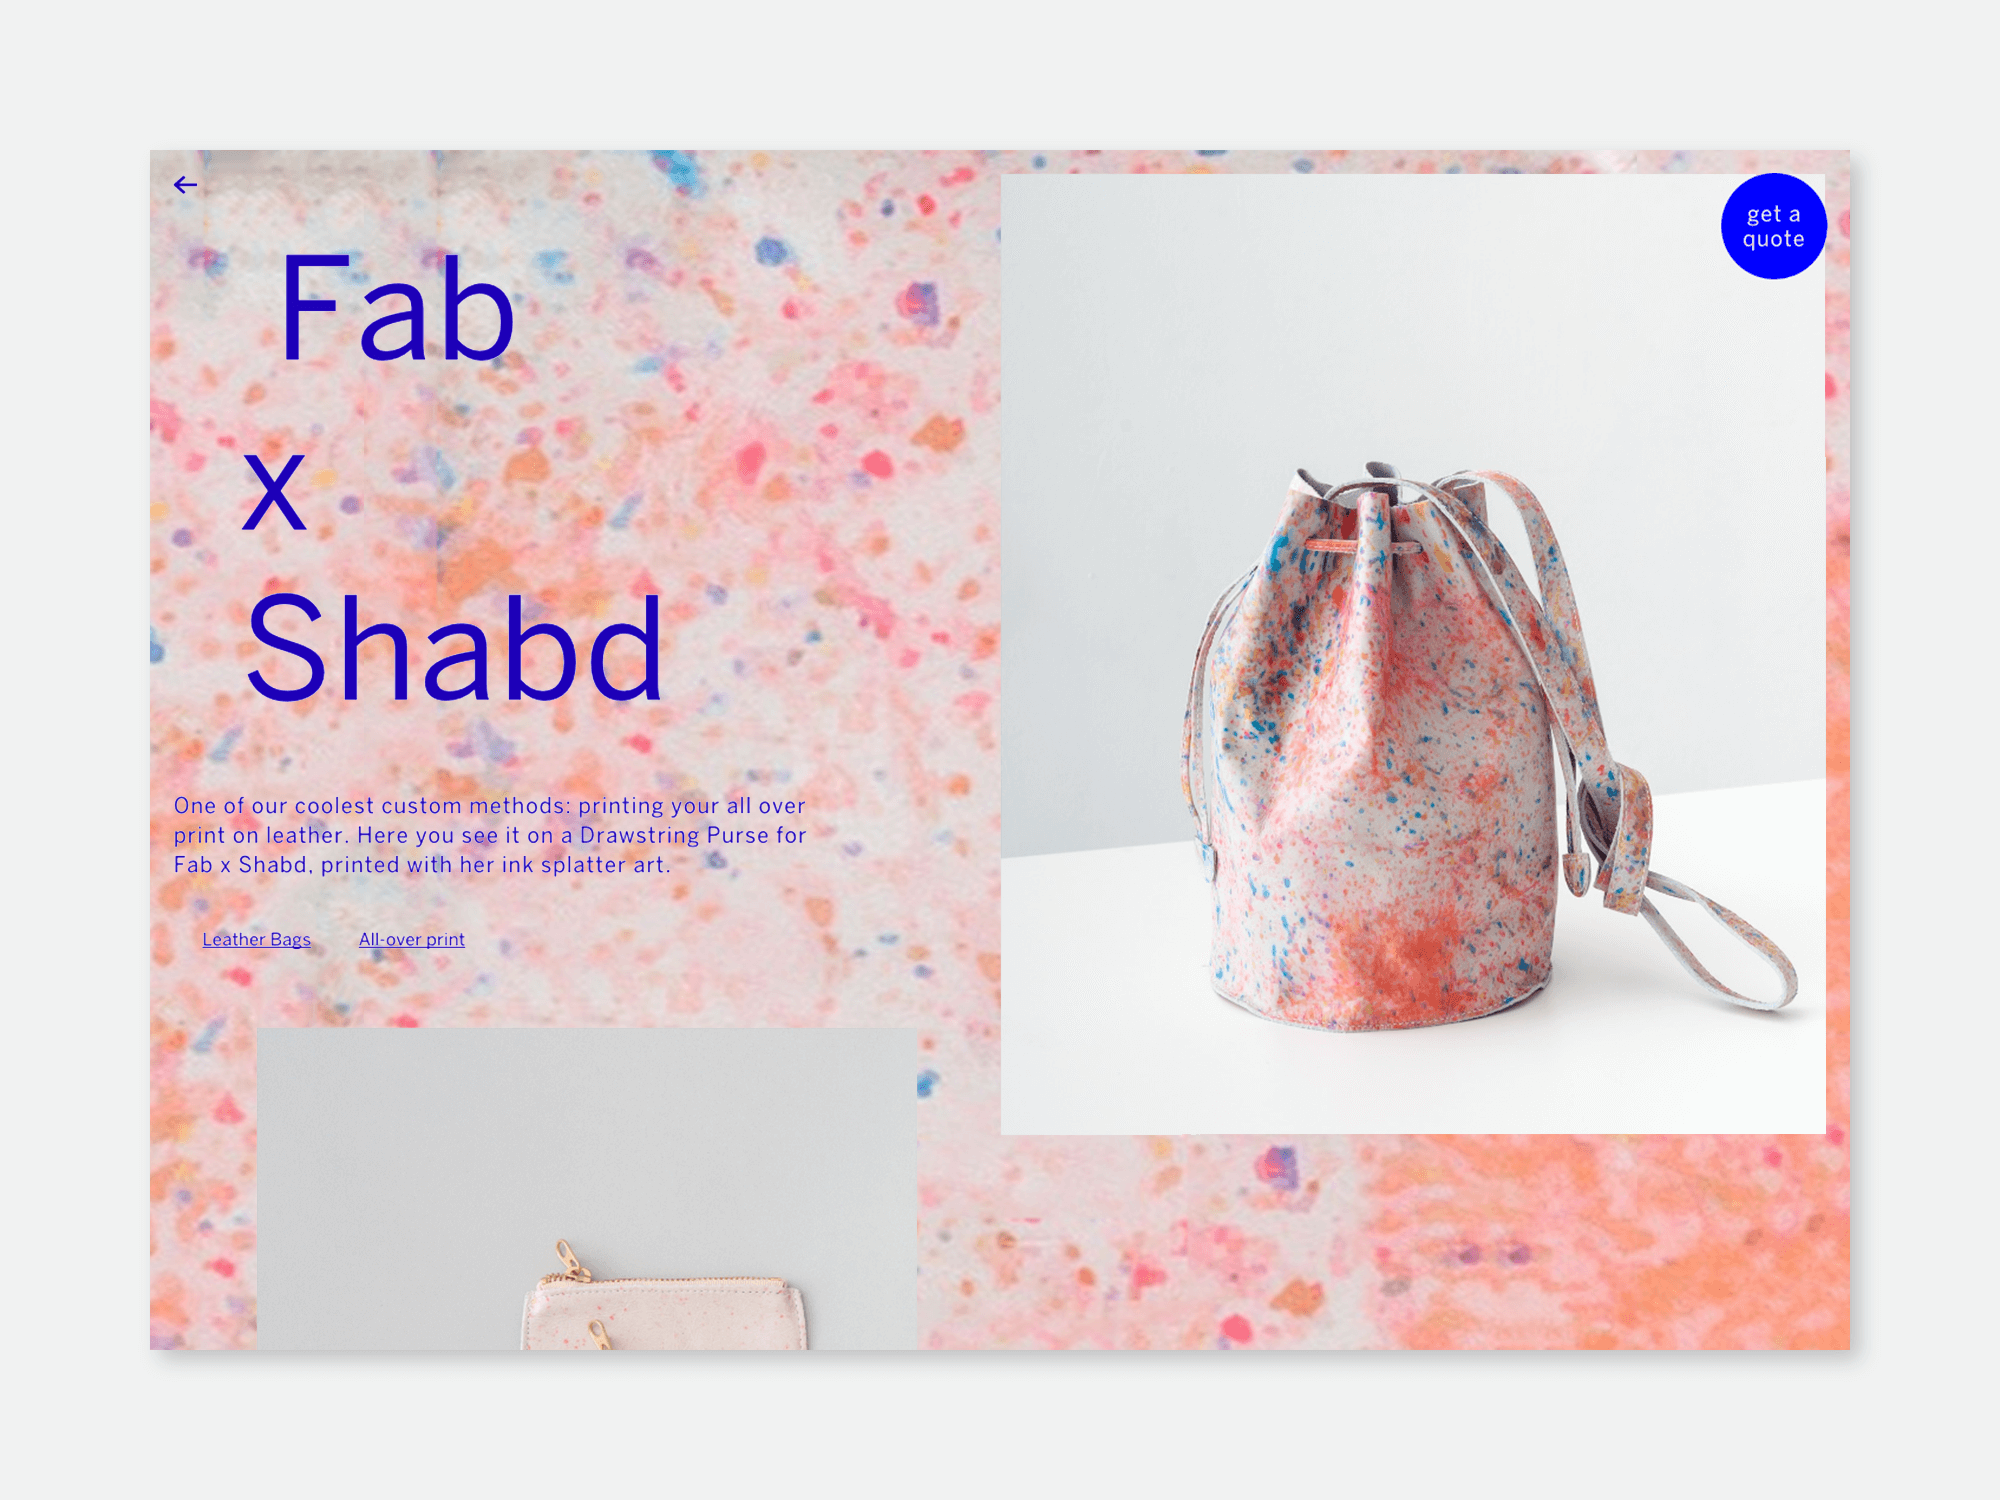 Fab
x
Shabd
get a
quote
One of our coolest custom methods: printing your all over
print on leather. Here you see it on a Drawstring Purse for
Fab x Shabd, printed with her ink splatter art.
Leather Bags
All-over print